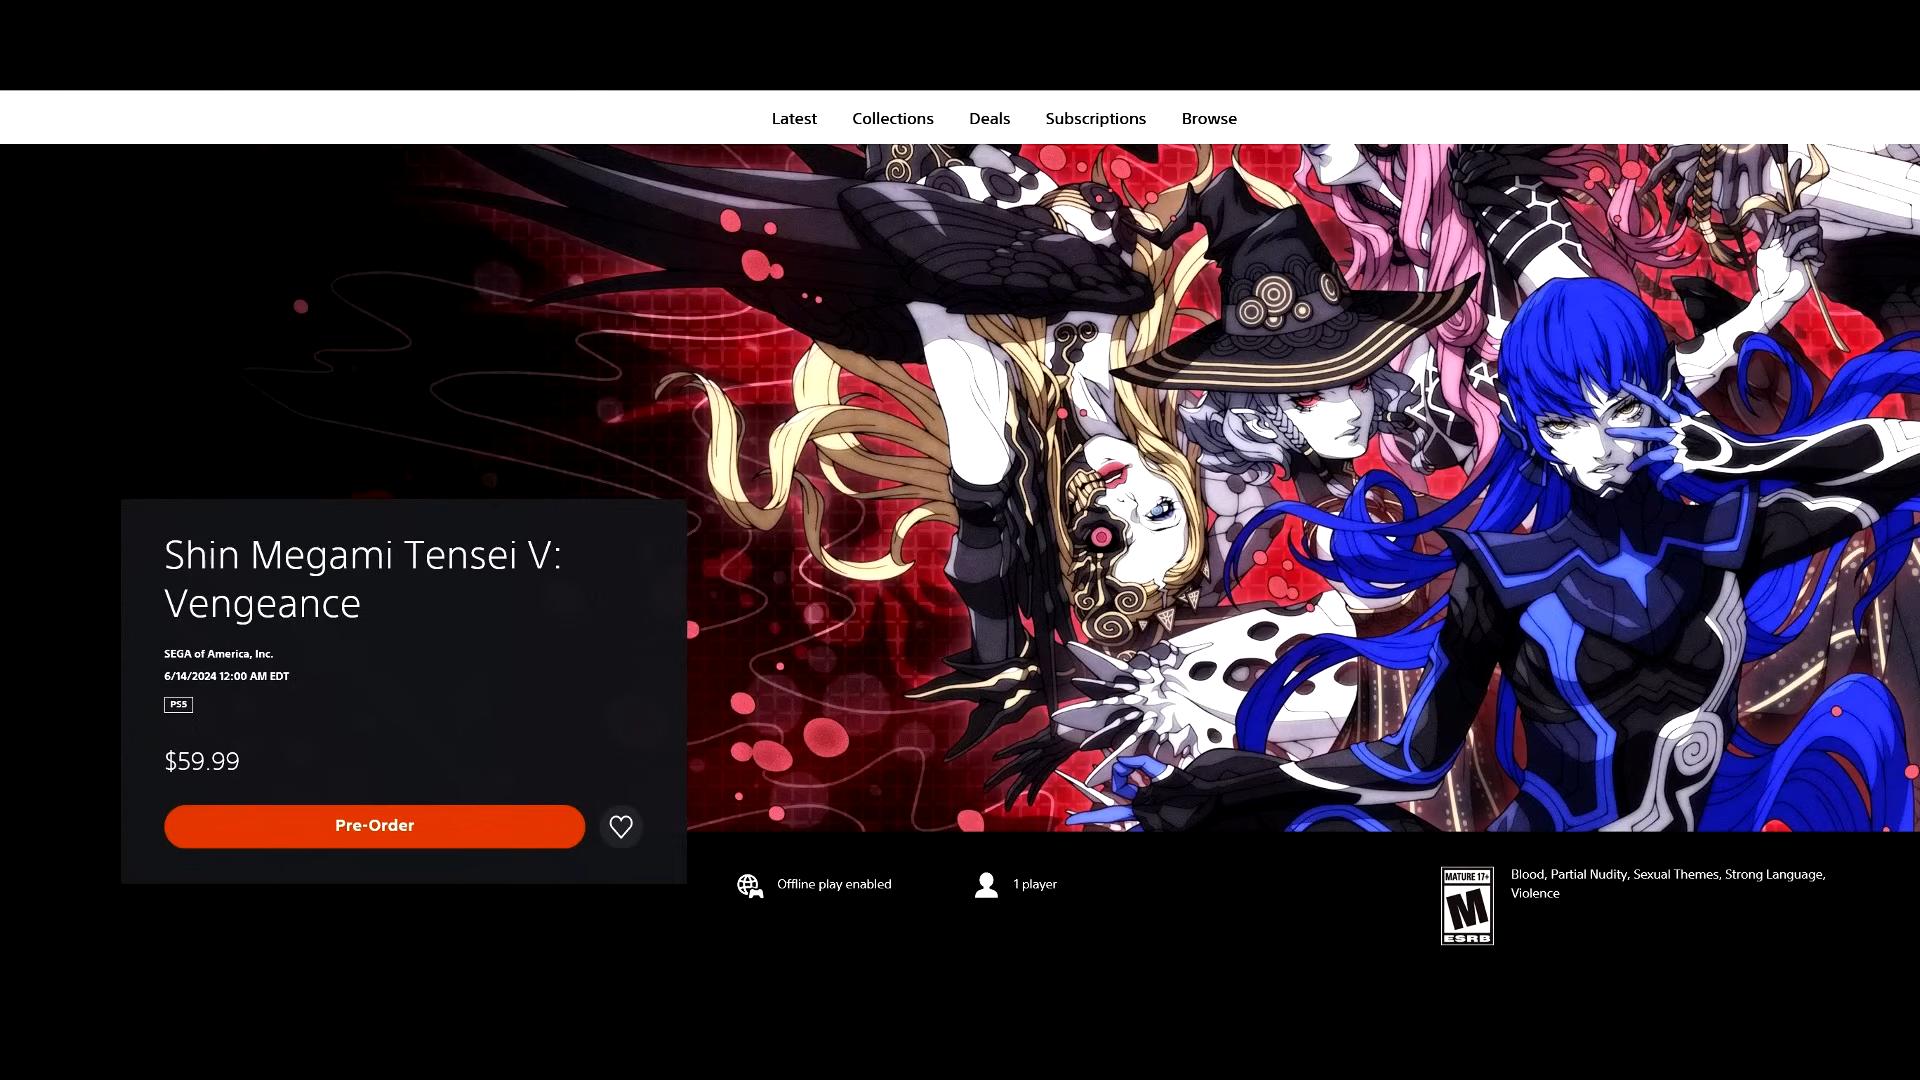 Latest Collections Deals Subscriptions Browse
Shin Megami Tensei V:
Vengeance
SEGA of America, Inc.
6/14/2024 12:00 AM EDT
PS5
$59.99
Pre-Order
Offline play enabled
1 player
MATURE 17+
M
ESRB
Blood, Partial Nudity, Sexual Themes, Strong Language,
Violence